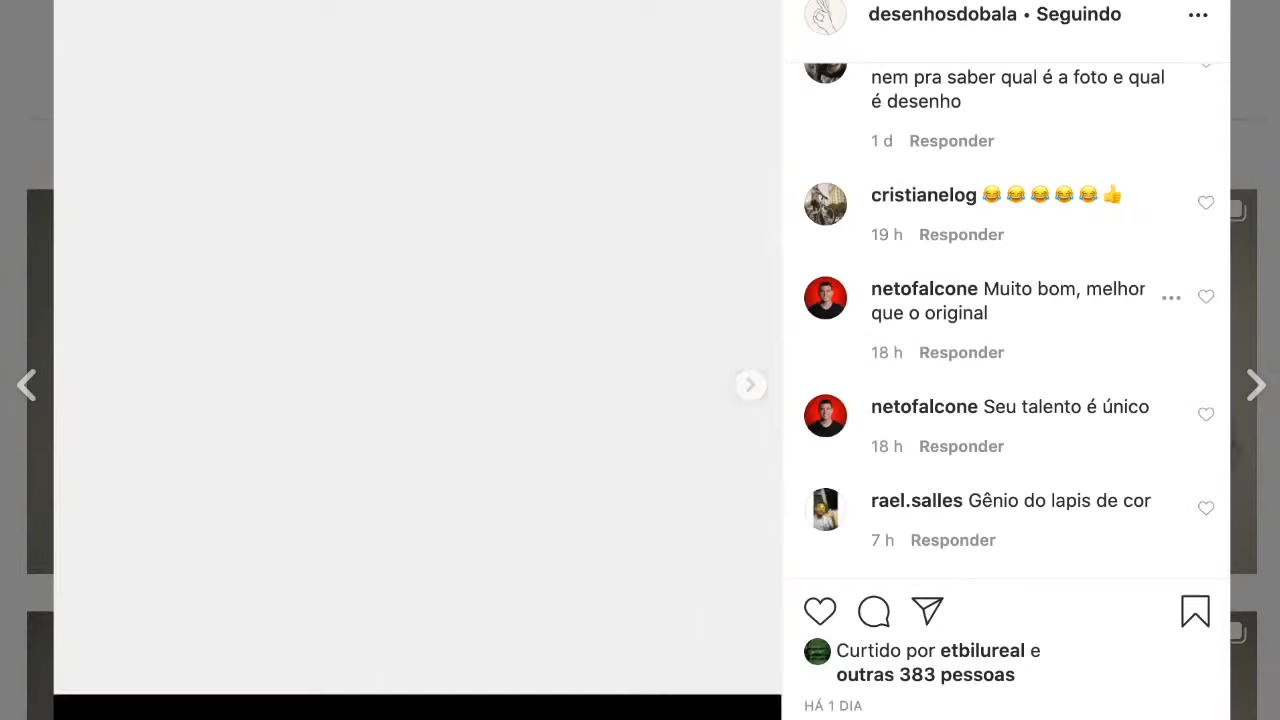 desenhosdobala • Seguindo
nem pra saber qual é a foto e qual
é desenho
1 d Responder
cristianelog 😂😂😂😂😂👍
19 h Responder
netofalcone Muito bom, melhor
que o original
18 h Responder
netofalcone Seu talento é único
18 h Responder
rael.salles Gênio do lapis de cor
7 h Responder
Curtido por etbilureal e
outras 383 pessoas
HÁ 1 DIA